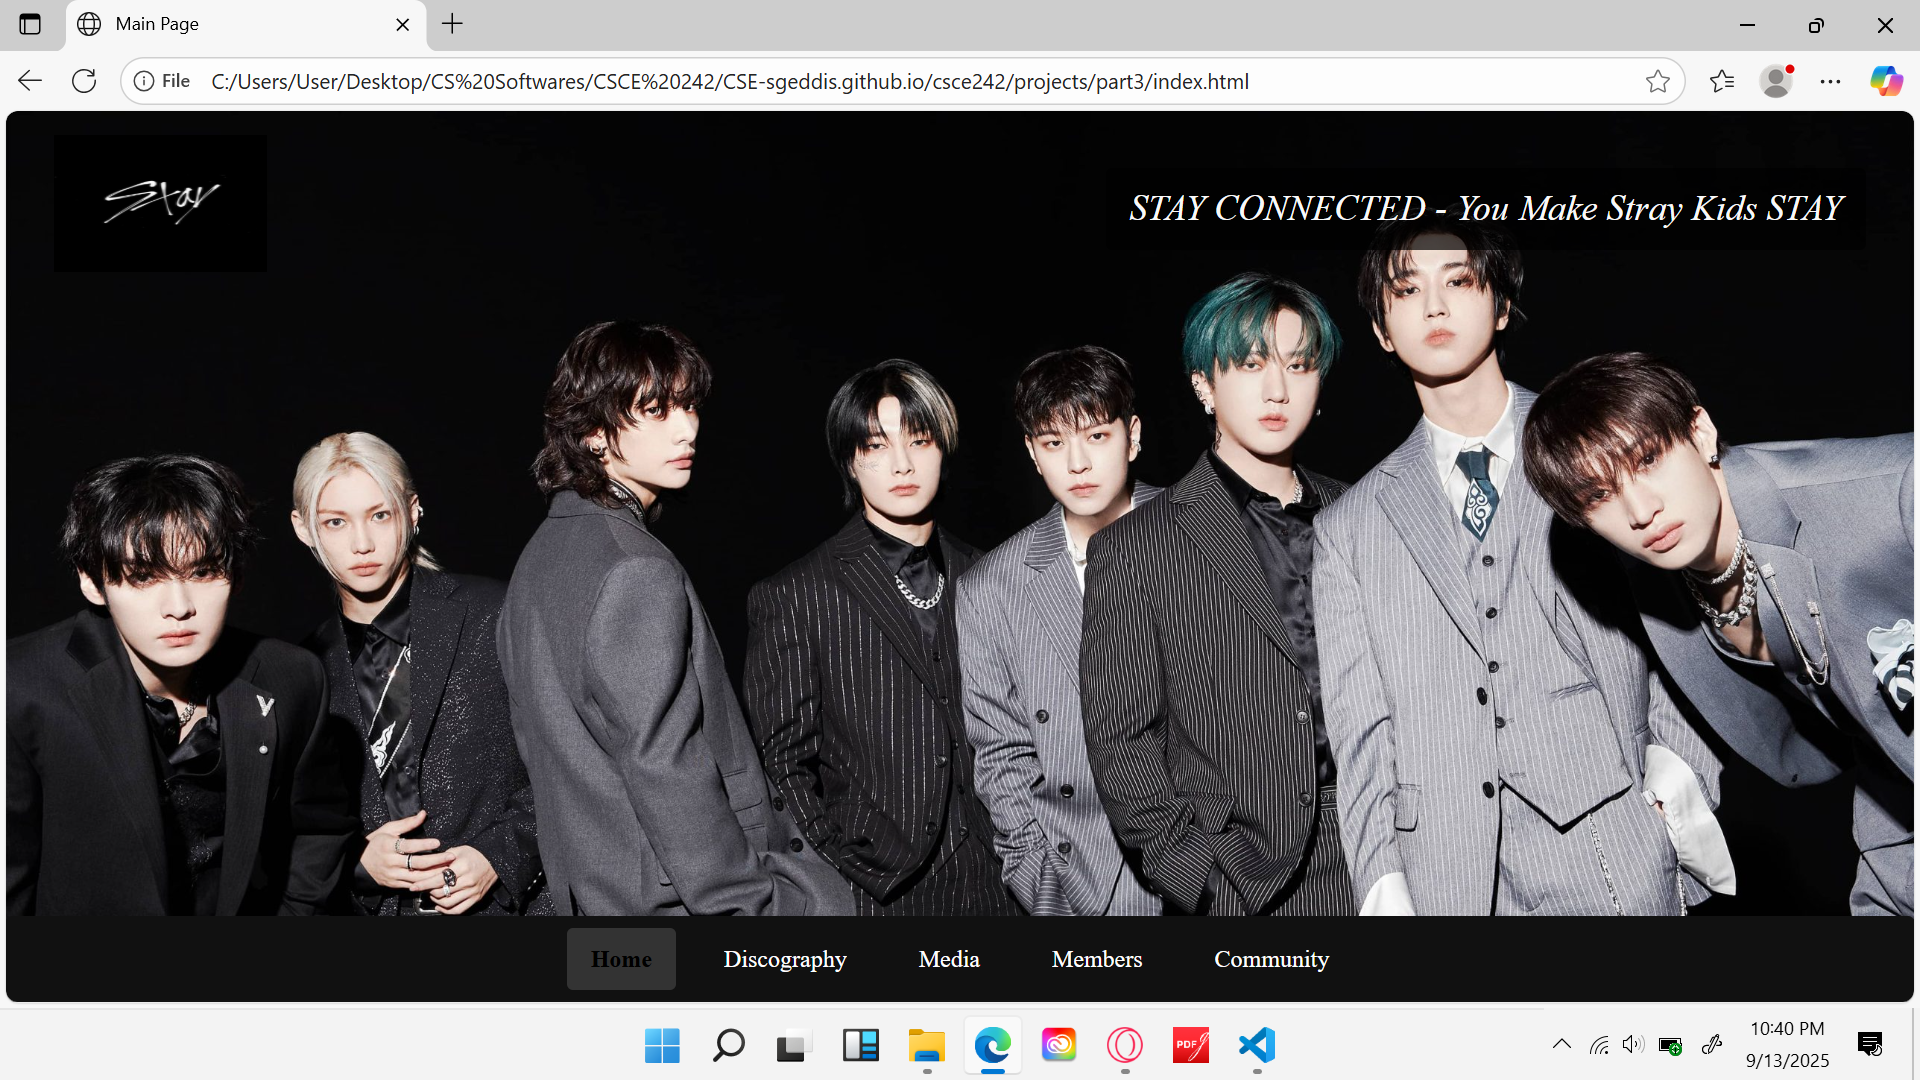 Main Page
File
C:/Users/User/Desktop/CS%20Softwares/CSCE%20242/CSE-sgeddis.github.io/csce242/projects/part3/index.html
Stay
STAY CONNECTED - You Make Stray Kids STAY
Home
Discography
Media
Members
Community
PDF
10:40 PM
9/13/2025